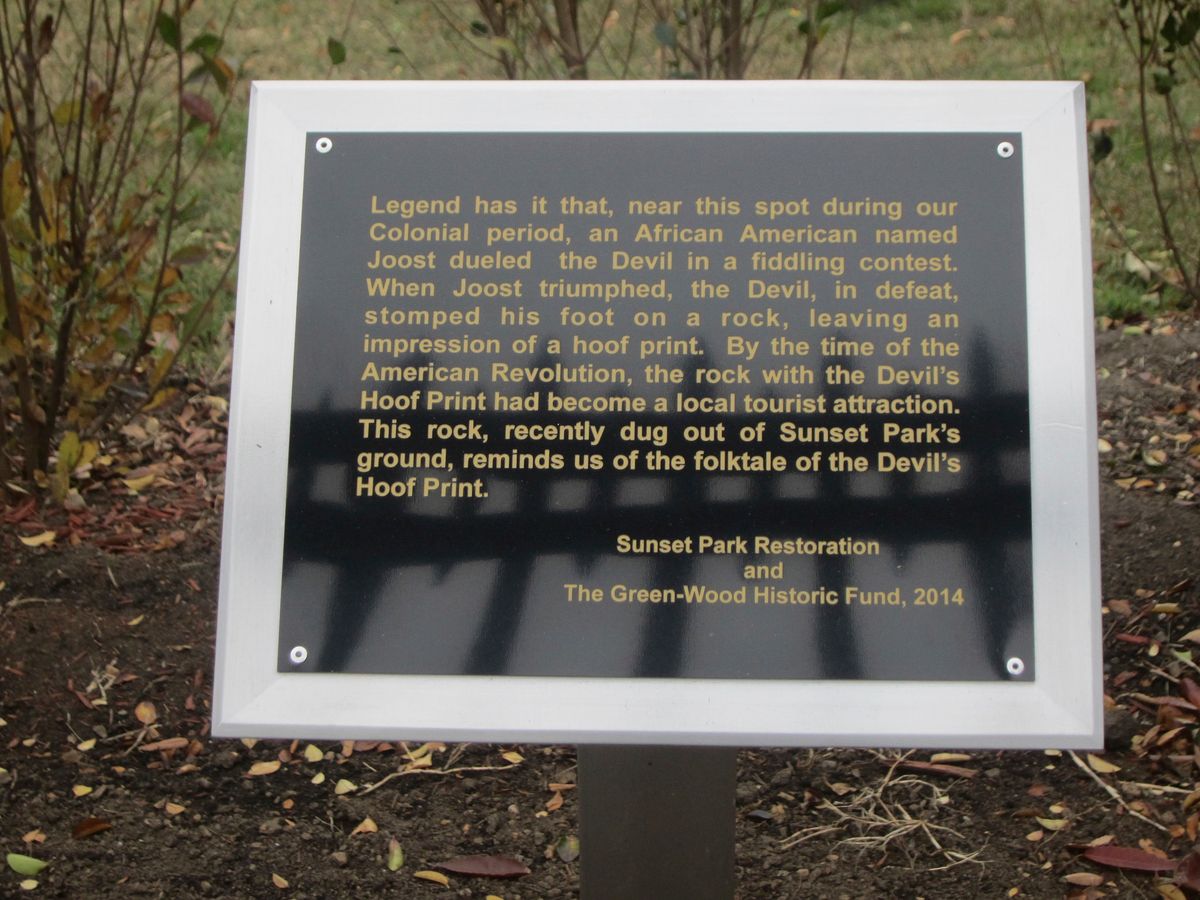 Legend has it that, near this spot during our
Colonial period, an African American named
Joost dueled  the Devil in a fiddling contest.
When Joost triumphed, the Devil, in defeat,
stomped his foot on a rock, leaving an
impression of a hoof print.  By the time of the
American Revolution, the rock with the Devil’s
Hoof Print had become a local tourist attraction.
This rock, recently dug out of Sunset Park’s
ground, reminds us of the folktale of the Devil’s
Hoof Print.
Sunset Park Restoration
and
The Green-Wood Historic Fund, 2014